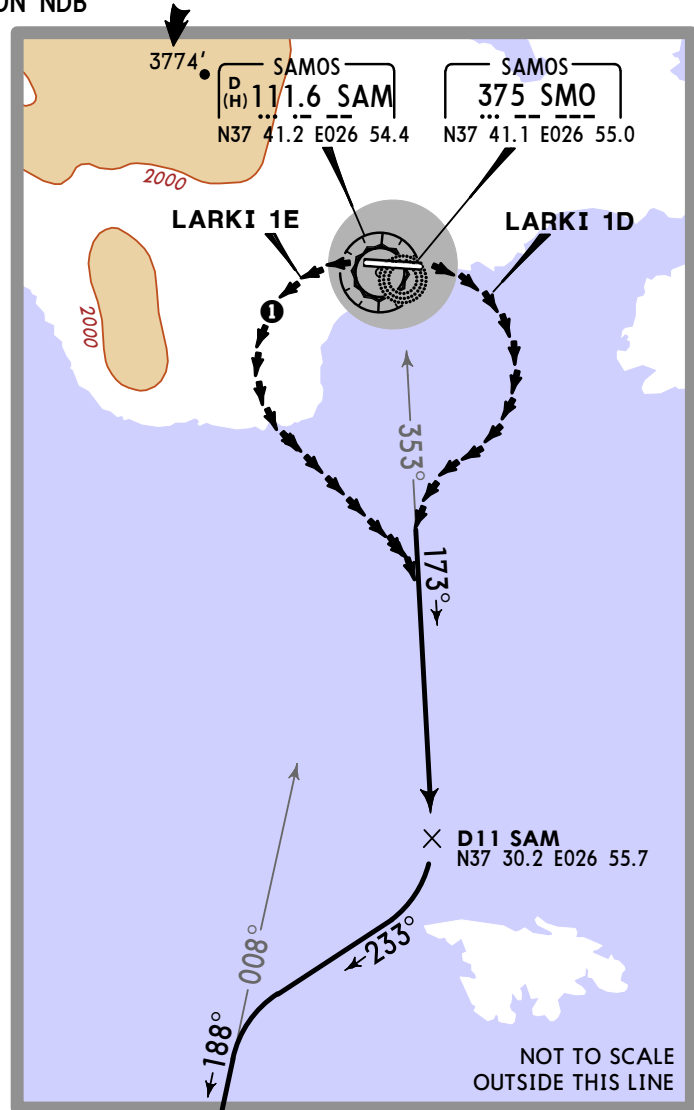 ON NDB
3774'
SAMOS
D
(H) 111.6 SAM
N37 41.2 E026 54.4
SAMOS
375 SMO
N37 41.1 E026 55.0
2000
LARKI 1E
LARKI 1D
1
2000
353°
173°
D11 SAM
N37 30.2 E026 55.7
233°
008°
188°
NOT TO SCALE
OUTSIDE THIS LINE